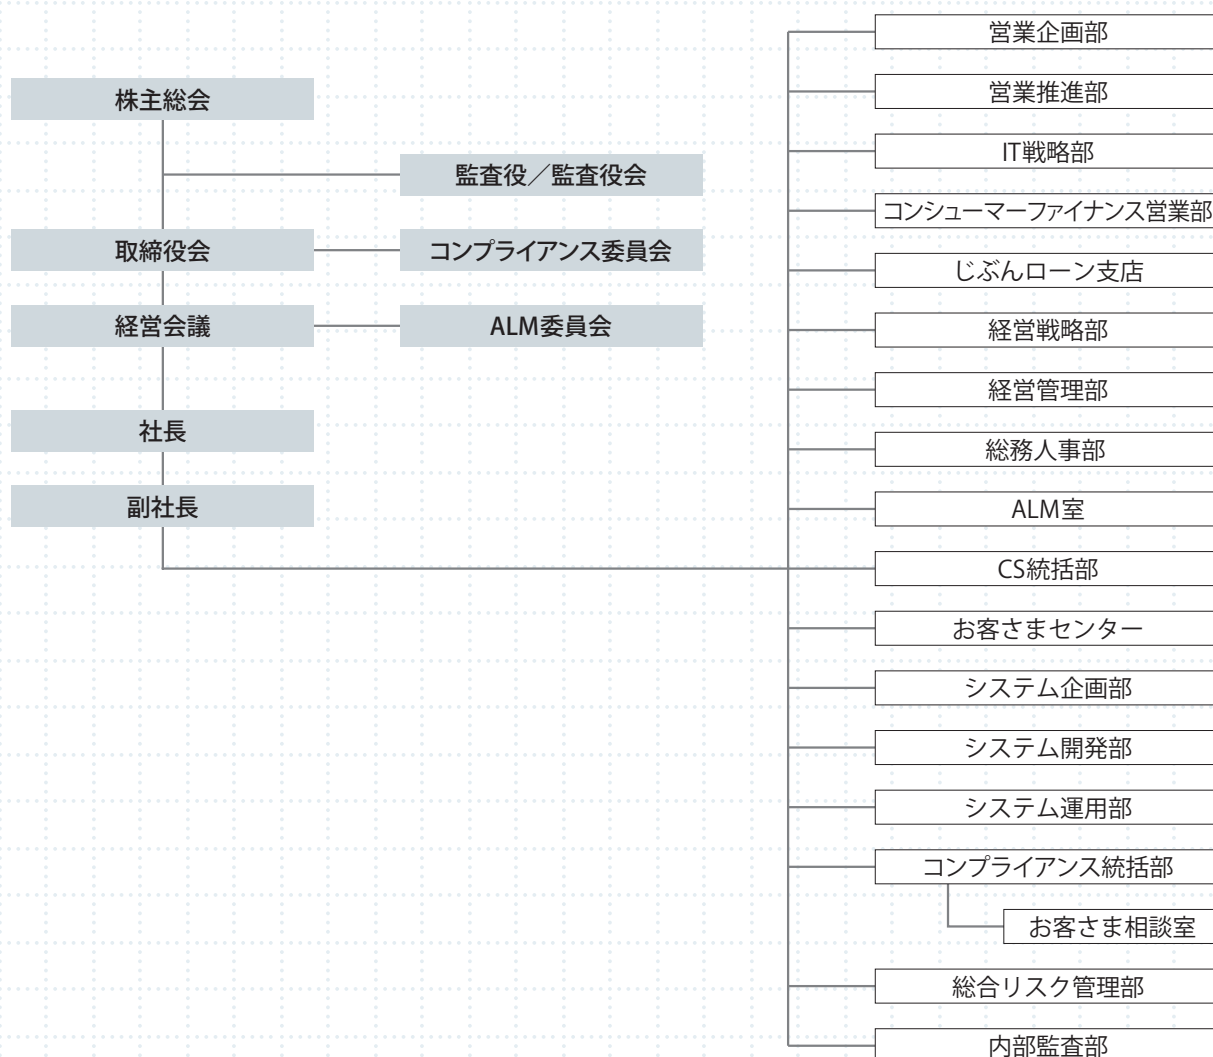 株主総会
監査役／監査役会
取締役会
コンプライアンス委員会
経営会議
ALM委員会
社長
副社長
営業企画部
営業推進部
IT戦略部
コンシューマーファイナンス営業部
じぶんローン支店
経営戦略部
経営管理部
総務人事部
ALM室
CS統括部
お客さまセンター
システム企画部
システム開発部
システム運用部
コンプライアンス統括部
お客さま相談室
総合リスク管理部
内部監査部